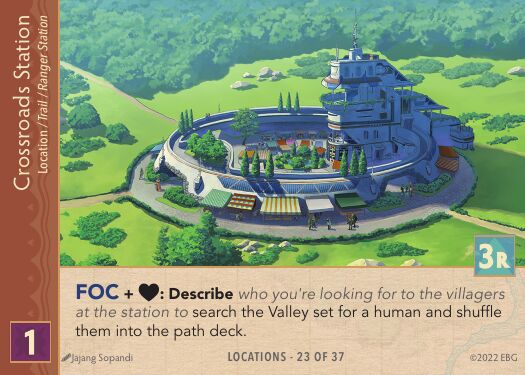 Crossroads Station
Location / Trail / Ranger Station
3R
FOC + ♥: Describe who you're looking for to the villagers
at the station to search the Valley set for a human and shuffle
them into the path deck.
1
Jajang Sopandi
LOCATIONS - 23 OF 37
©2022 EBG